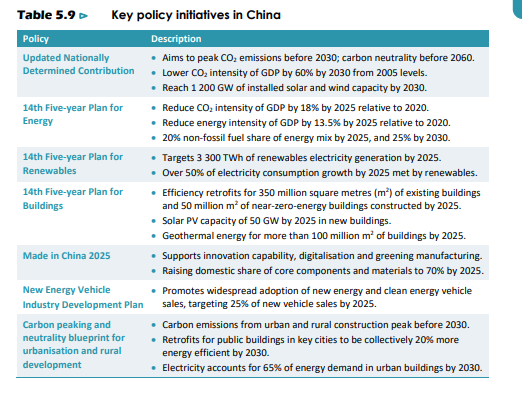 Table 5.9 ▷ Key policy initiatives in China
Policy Description
Updated Nationally
Determined Contribution
• Aims to peak CO₂ emissions before 2030; carbon neutrality before 2060.
• Lower CO₂ intensity of GDP by 60% by 2030 from 2005 levels.
• Reach 1 200 GW of installed solar and wind capacity by 2030.
14th Five-year Plan for
Energy
• Reduce CO₂ intensity of GDP by 18% by 2025 relative to 2020.
• Reduce energy intensity of GDP by 13.5% by 2025 relative to 2020.
• 20% non-fossil fuel share of energy mix by 2025, and 25% by 2030.
14th Five-year Plan for
Renewables
• Targets 3 300 TWh of renewables electricity generation by 2025.
• Over 50% of electricity consumption growth by 2025 met by renewables.
14th Five-year Plan for
Buildings
• Efficiency retrofits for 350 million square metres (m²) of existing buildings
and 50 million m² of near-zero-energy buildings constructed by 2025.
• Solar PV capacity of 50 GW by 2025 in new buildings.
• Geothermal energy for more than 100 million m² of buildings by 2025.
Made in China 2025
• Supports innovation capability, digitalisation and greening manufacturing.
• Raising domestic share of core components and materials to 70% by 2025.
New Energy Vehicle
Industry Development Plan
• Promotes widespread adoption of new energy and clean energy vehicle
sales, targeting 25% of new vehicle sales by 2025.
Carbon peaking and
neutrality blueprint for
urbanisation and rural
development
• Carbon emissions from urban and rural construction peak before 2030.
• Retrofits for public buildings in key cities to be collectively 20% more
energy efficient by 2030.
• Electricity accounts for 65% of energy demand in urban buildings by 2030.